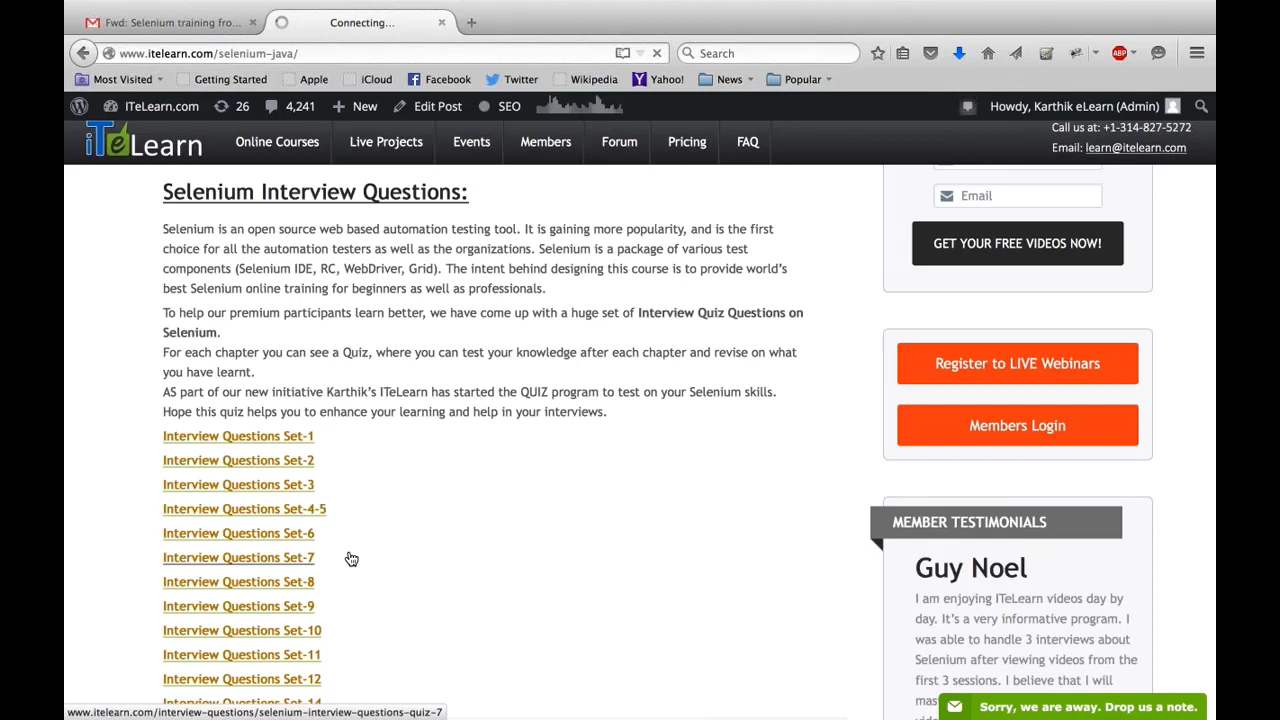 Fwd: Selenium training fro...
Connecting...
www.itelearn.com/selenium-java/
Search
ABP
Most Visited
Getting Started
Apple
iCloud
Facebook
Twitter
Wikipedia
Yahoo!
News
Popular
ITeLearn.com
26
4,241
New
Edit Post
SEO
Howdy, Karthik eLearn (Admin)
iTeLearn
Online Courses
Live Projects
Events
Members
Forum
Pricing
FAQ
Call us at: +1-314-827-5272
Email: learn@itelearn.com
Selenium Interview Questions:
Selenium is an open source web based automation testing tool. It is gaining more popularity, and is the first
choice for all the automation testers as well as the organizations. Selenium is a package of various test
components (Selenium IDE, RC, WebDriver, Grid). The intent behind designing this course is to provide world's
best Selenium online training for beginners as well as professionals.
To help our premium participants learn better, we have come up with a huge set of Interview Quiz Questions on
Selenium.
For each chapter you can see a Quiz, where you can test your knowledge after each chapter and revise on what
you have learnt.
AS part of our new initiative Karthik's ITeLearn has started the QUIZ program to test on your Selenium skills.
Hope this quiz helps you to enhance your learning and help in your interviews.
Interview Questions Set-1
Interview Questions Set-2
Interview Questions Set-3
Interview Questions Set-4-5
Interview Questions Set-6
Interview Questions Set-7
Interview Questions Set-8
Interview Questions Set-9
Interview Questions Set-10
Interview Questions Set-11
Interview Questions Set-12
Interview Questions Set-14
www.itelearn.com/interview-questions/selenium-interview-questions-quiz-7
Email
GET YOUR FREE VIDEOS NOW!
Register to LIVE Webinars
Members Login
MEMBER TESTIMONIALS
Guy Noel
I am enjoying ITeLearn videos day by
day. It's a very informative program. I
was able to handle 3 interviews about
Selenium after viewing videos from the
first 3 sessions. I believe that I will
Sorry, we are away. Drop us a note.